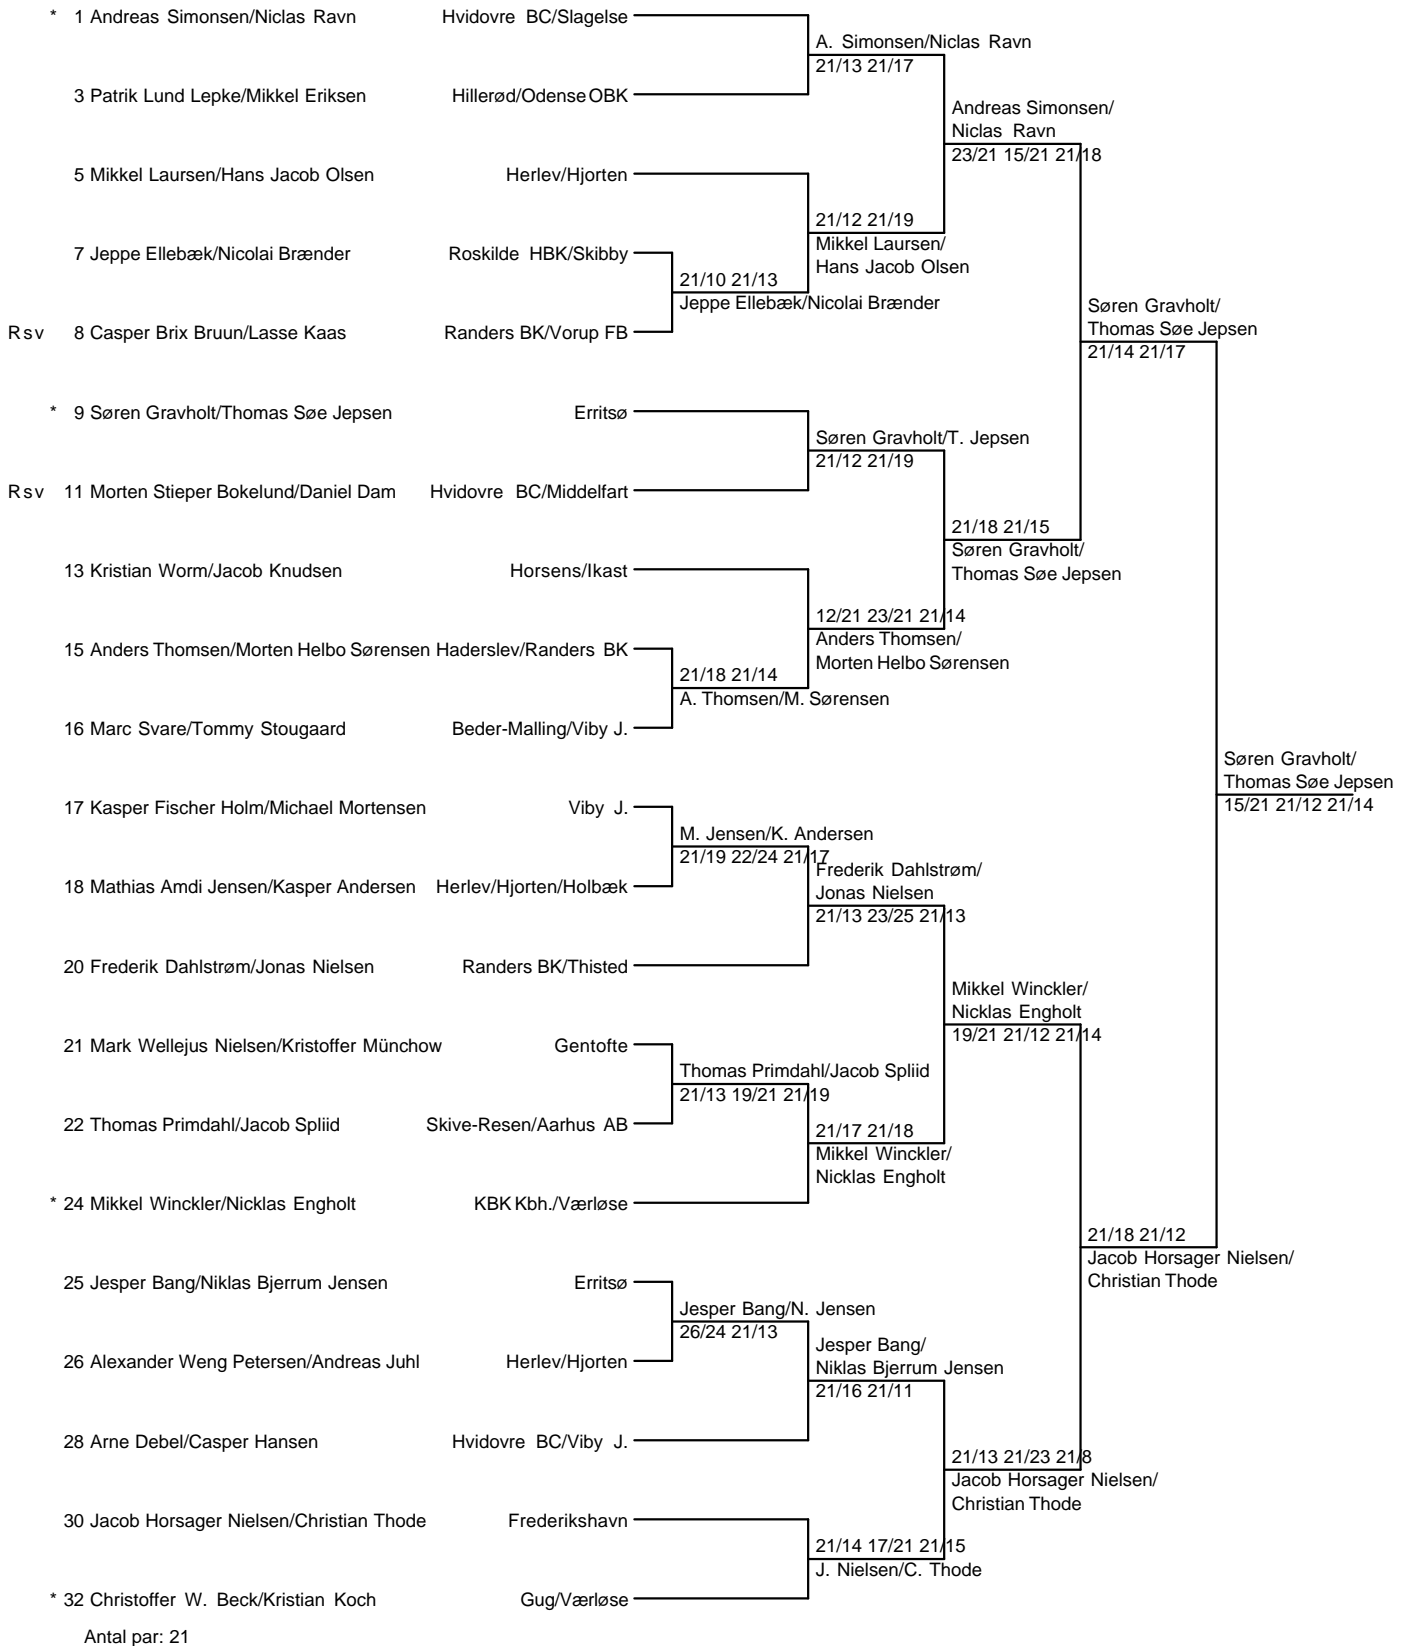 * 1 Andreas Simonsen/Niclas Ravn Hvidovre BC/Slagelse
A. Simonsen/Niclas Ravn
21/13 21/17
3 Patrik Lund Lepke/Mikkel Eriksen Hillerød/Odense OBK
Andreas Simonsen/
Niclas Ravn
23/21 15/21 21/18
5 Mikkel Laursen/Hans Jacob Olsen Herlev/Hjorten
21/12 21/19
Mikkel Laursen/
Hans Jacob Olsen
7 Jeppe Ellebæk/Nicolai Brænder Roskilde HBK/Skibby
21/10 21/13
Jeppe Ellebæk/Nicolai Brænder
Søren Gravholt/
Thomas Søe Jepsen
21/14 21/17
Rsv 8 Casper Brix Bruun/Lasse Kaas Randers BK/Vorup FB
* 9 Søren Gravholt/Thomas Søe Jepsen Erritsø
Søren Gravholt/T. Jepsen
21/12 21/19
Rsv 11 Morten Stieper Bokelund/Daniel Dam Hvidovre BC/Middelfart
21/18 21/15
Søren Gravholt/
Thomas Søe Jepsen
13 Kristian Worm/Jacob Knudsen Horsens/Ikast
12/21 23/21 21/14
Anders Thomsen/
Morten Helbo Sørensen
15 Anders Thomsen/Morten Helbo Sørensen Haderslev/Randers BK
21/18 21/14
A. Thomsen/M. Sørensen
16 Marc Svare/Tommy Stougaard Beder-Malling/Viby J.
Søren Gravholt/
Thomas Søe Jepsen
15/21 21/12 21/14
17 Kasper Fischer Holm/Michael Mortensen Viby J.
M. Jensen/K. Andersen
21/19 22/24 21/17
Frederik Dahlstrøm/
Jonas Nielsen
21/13 23/25 21/13
18 Mathias Amdi Jensen/Kasper Andersen Herlev/Hjorten/Holbæk
20 Frederik Dahlstrøm/Jonas Nielsen Randers BK/Thisted
Mikkel Winckler/
Nicklas Engholt
19/21 21/12 21/14
21 Mark Wellejus Nielsen/Kristoffer Münchow Gentofte
Thomas Primdahl/Jacob Spliid
21/13 19/21 21/19
22 Thomas Primdahl/Jacob Spliid Skive-Resen/Aarhus AB
21/17 21/18
Mikkel Winckler/
Nicklas Engholt
* 24 Mikkel Winckler/Nicklas Engholt KBK Kbh./Værløse
21/18 21/12
Jacob Horsager Nielsen/
Christian Thode
25 Jesper Bang/Niklas Bjerrum Jensen Erritsø
Jesper Bang/N. Jensen
26/24 21/13
Jesper Bang/
Niklas Bjerrum Jensen
21/16 21/11
26 Alexander Weng Petersen/Andreas Juhl Herlev/Hjorten
28 Arne Debel/Casper Hansen Hvidovre BC/Viby J.
21/13 21/23 21/8
Jacob Horsager Nielsen/
Christian Thode
30 Jacob Horsager Nielsen/Christian Thode Frederikshavn
21/14 17/21 21/15
J. Nielsen/C. Thode
* 32 Christoffer W. Beck/Kristian Koch Gug/Værløse
Antal par: 21